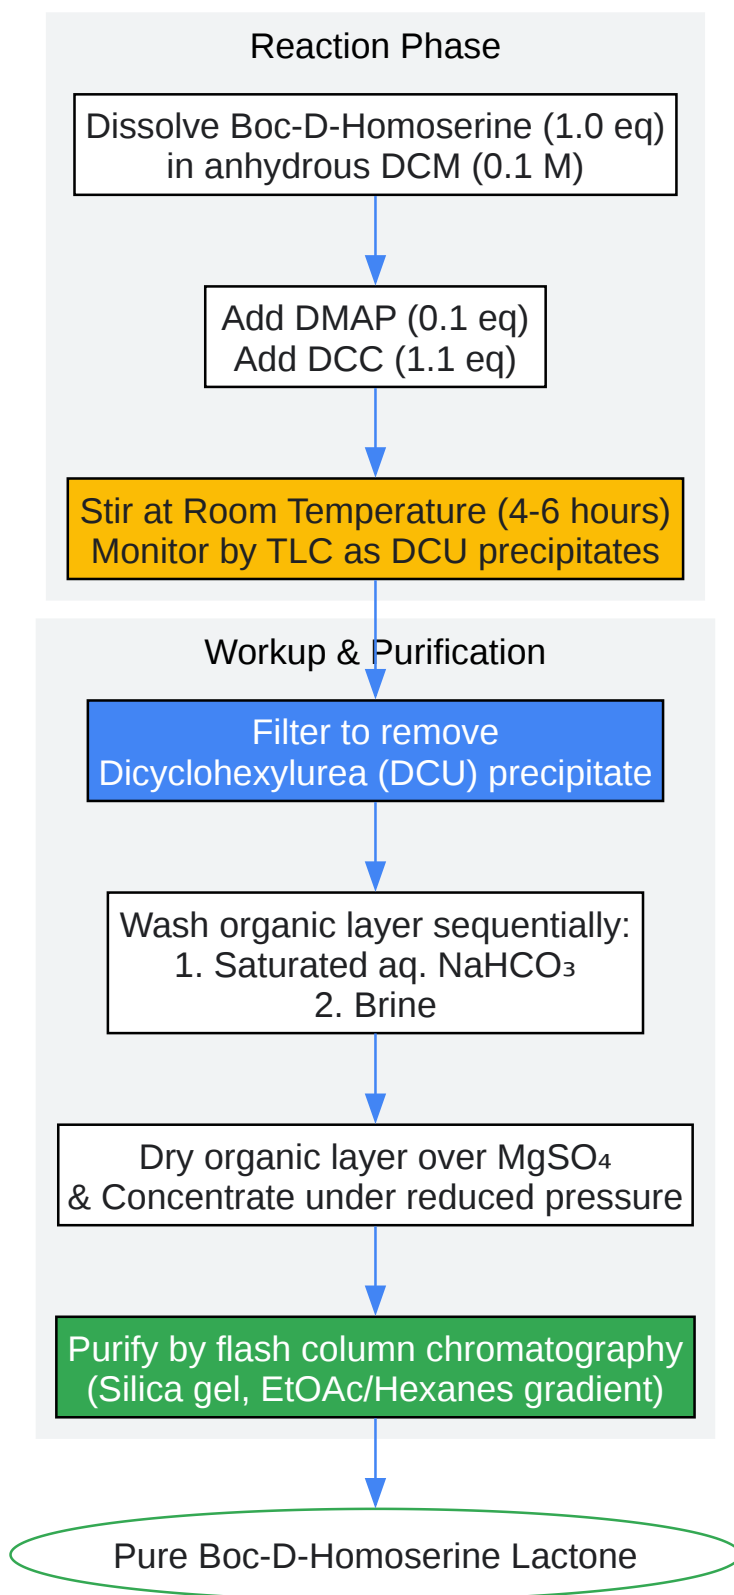 Reaction Phase
Dissolve Boc-D-Homoserine (1.0 eq)
in anhydrous DCM (0.1 M)
Add DMAP (0.1 eq)
Add DCC (1.1 eq)
Stir at Room Temperature (4-6 hours)
Monitor by TLC as DCU precipitates
Workup & Purification
Filter to remove
Dicyclohexylurea (DCU) precipitate
Wash organic layer sequentially:
1. Saturated aq. NaHCO₃
2. Brine
Dry organic layer over MgSO₄
& Concentrate under reduced pressure
Purify by flash column chromatography
(Silica gel, EtOAc/Hexanes gradient)
Pure Boc-D-Homoserine Lactone